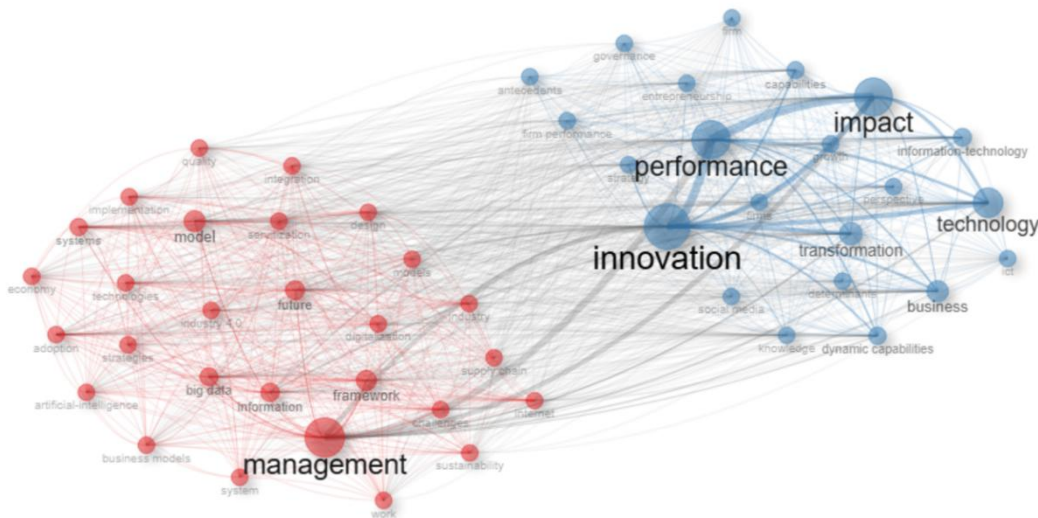 firm
governance
capabilities
antecedents
entrepreneurship
impact
firm performance
growth
information-technology
performance
strategy
quality
integration
perspective
implementation
firms
technology
design
systems
model
servitization
transformation
innovation
models
ict
economy
technologies
determinants
business
future
social media
industry 4.0
industry
digitalization
knowledge
dynamic capabilities
adoption
strategies
supply chain
big data
framework
artificial-intelligence
information
internet
challenges
business models
management
sustainability
system
work